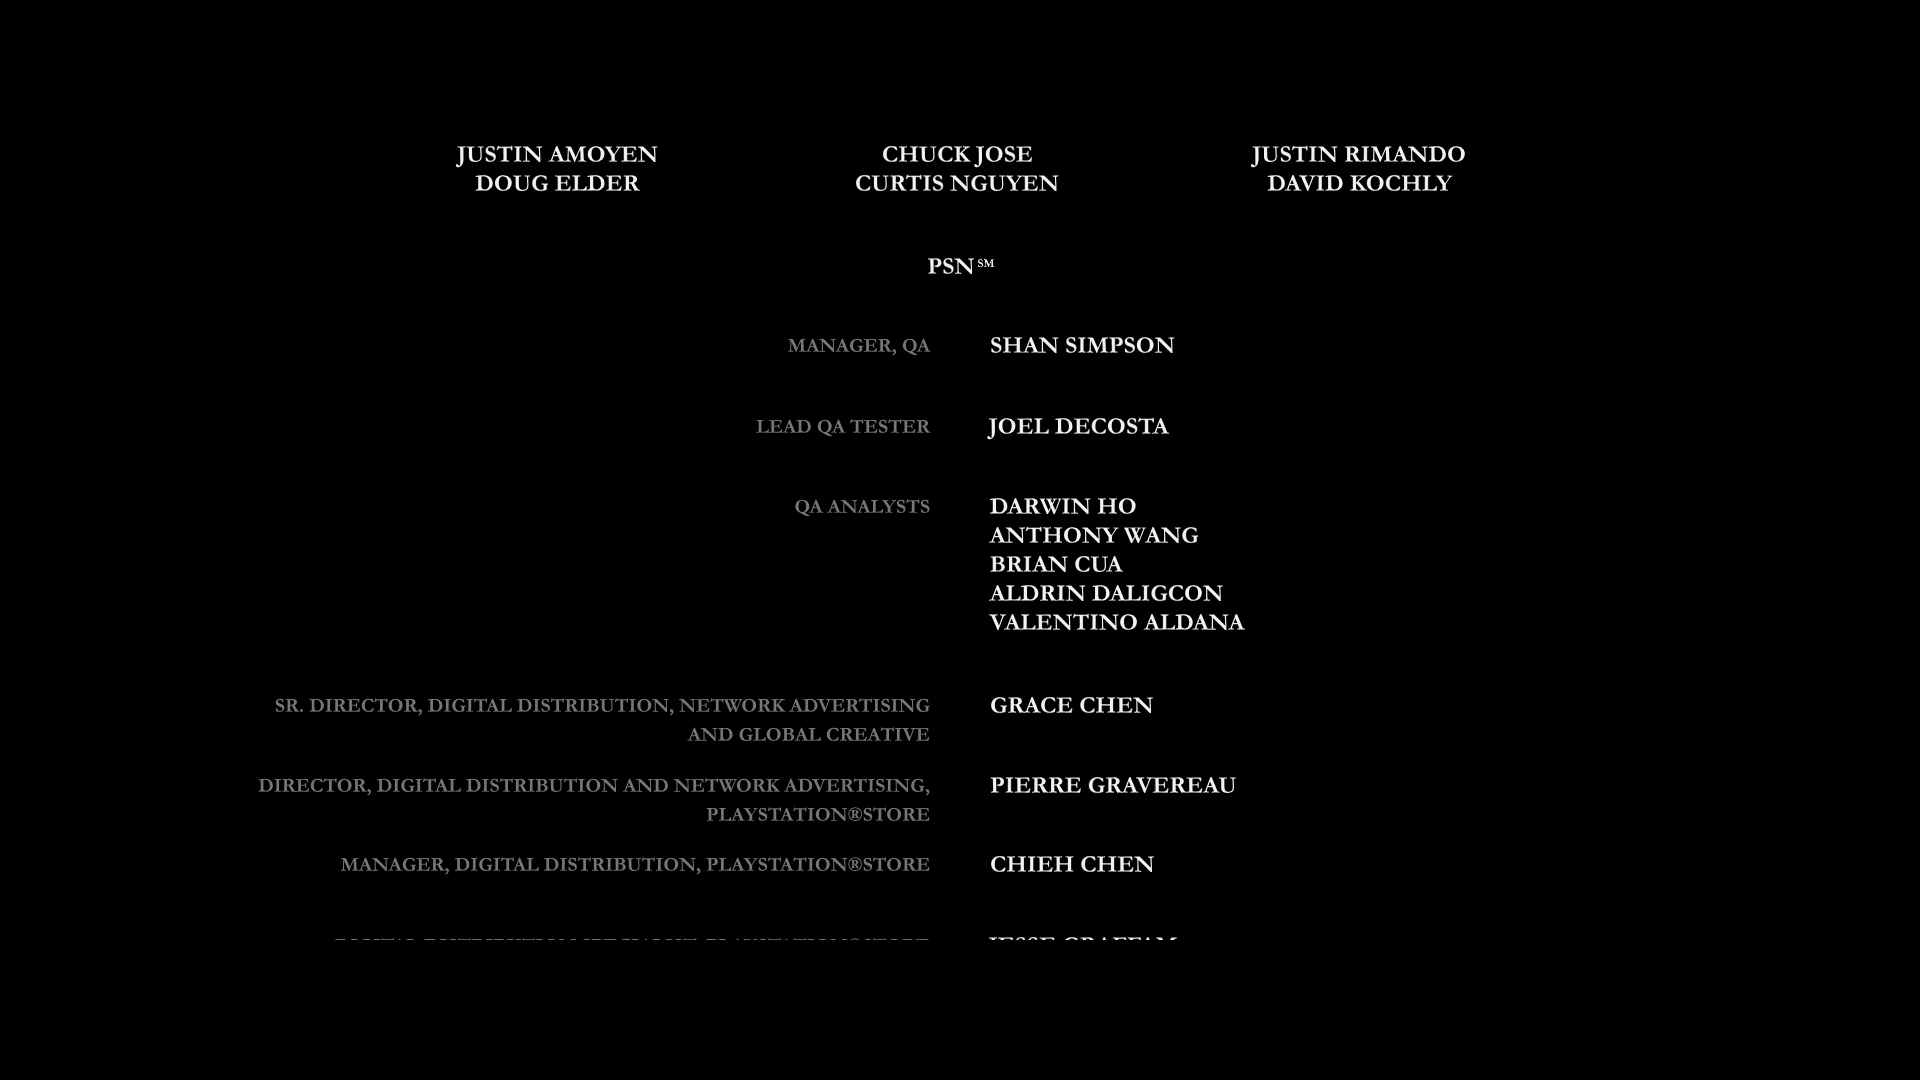 JUSTIN AMOYEN CHUCK JOSE JUSTIN RIMANDO
DOUG ELDER CURTIS NGUYEN DAVID KOCHLY
PSN℠
MANAGER, QA SHAN SIMPSON
LEAD QA TESTER JOEL DECOSTA
QA ANALYSTS DARWIN HO
ANTHONY WANG
BRIAN CUA
ALDRIN DALIGCON
VALENTINO ALDANA
SR. DIRECTOR, DIGITAL DISTRIBUTION, NETWORK ADVERTISING GRACE CHEN
AND GLOBAL CREATIVE
DIRECTOR, DIGITAL DISTRIBUTION AND NETWORK ADVERTISING, PIERRE GRAVEREAU
PLAYSTATION®STORE
MANAGER, DIGITAL DISTRIBUTION, PLAYSTATION®STORE CHIEH CHEN